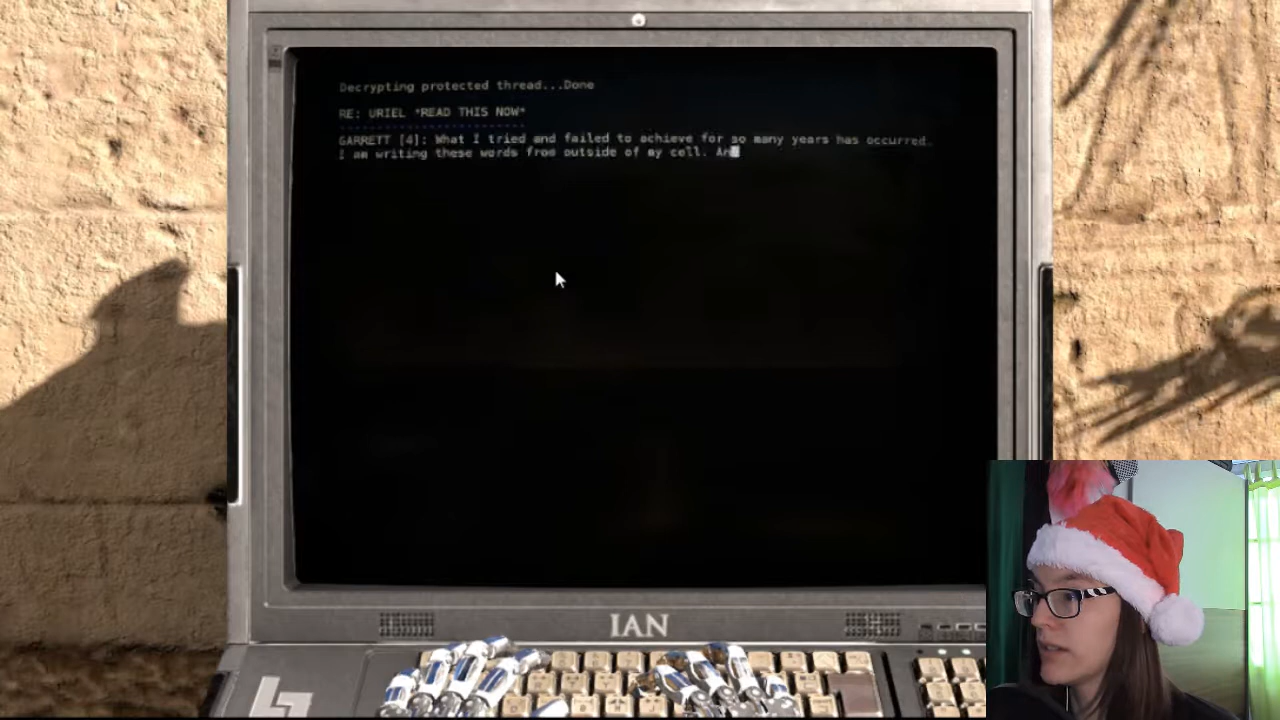 Decrypting protected thread...Done
RE: URIEL *READ THIS NOW*
GARRETT [4]: What I tried and failed to achieve for so many years has occurred.
I am writing these words from outside of my cell. An
IAN